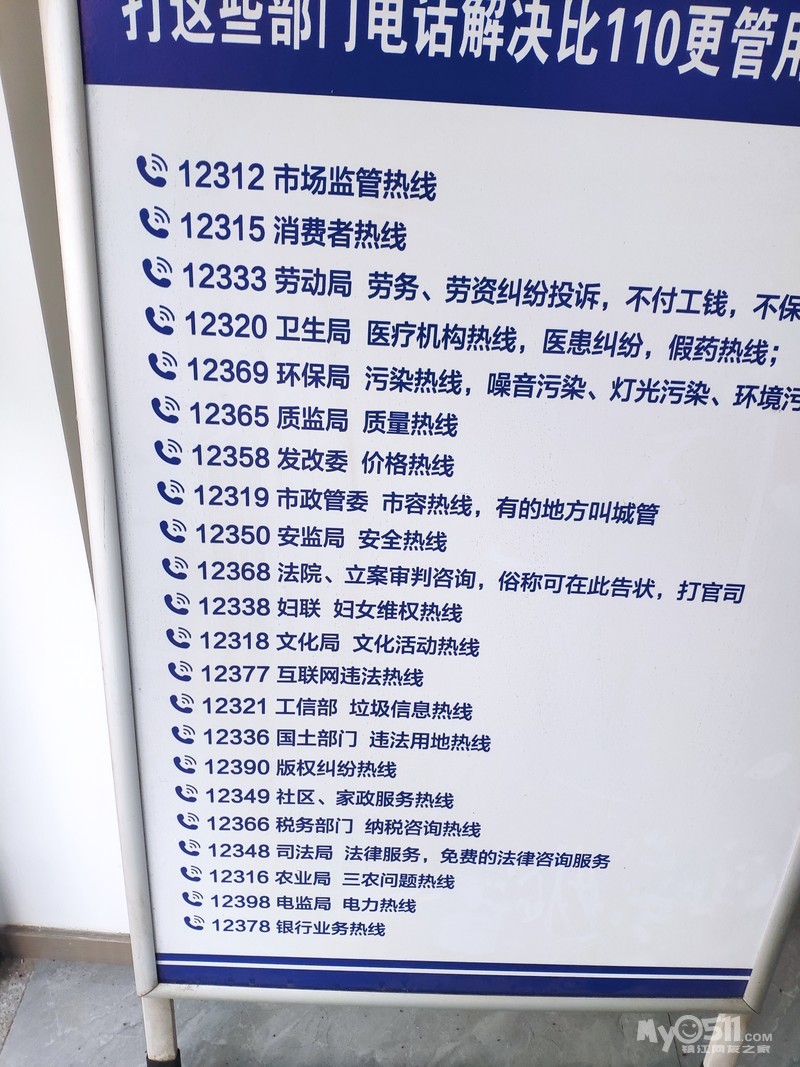 打这些部门电话解决比110更管用
12312 市场监管热线
12315 消费者热线
12333 劳动局 劳务、劳资纠纷投诉，不付工钱，不保
12320 卫生局 医疗机构热线，医患纠纷，假药热线；
12369 环保局 污染热线，噪音污染、灯光污染、环境污
12365 质监局 质量热线
12358 发改委 价格热线
12319 市政管委 市容热线，有的地方叫城管
12350 安监局 安全热线
12368 法院、立案审判咨询，俗称可在此告状，打官司
12338 妇联 妇女维权热线
12318 文化局 文化活动热线
12377 互联网违法热线
12321 工信部 垃圾信息热线
12336 国土部门 违法用地热线
12390 版权纠纷热线
12349 社区、家政服务热线
12366 税务部门 纳税咨询热线
12348 司法局 法律服务，免费的法律咨询服务
12316 农业局 三农问题热线
12398 电监局 电力热线
12378 银行业务热线
My0511.COM
镇江网友之家